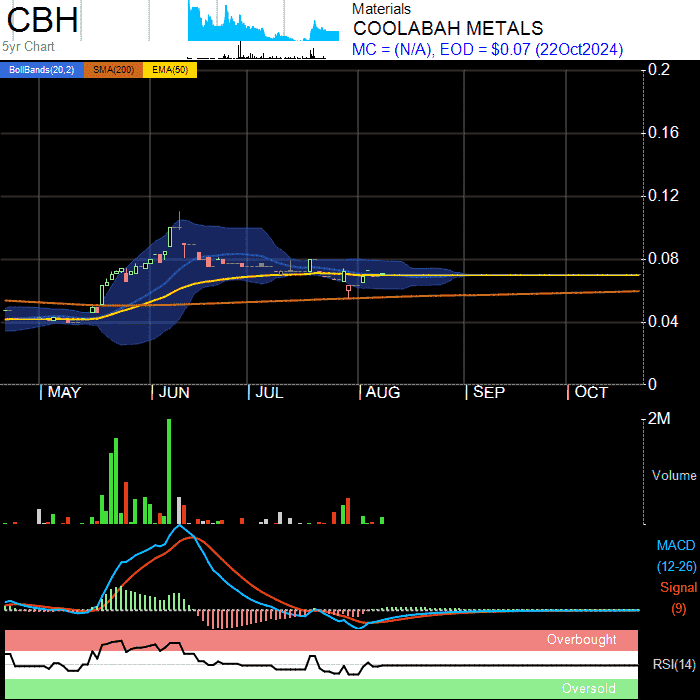 CBH
5yr Chart
Materials
COOLABAH METALS
MC = (N/A), EOD = $0.07 (22Oct2024)
BollBands(20,2) SMA(200) EMA(50)
0.2
0.16
0.12
0.08
0.04
0
MAY JUN JUL AUG SEP OCT
2M
Volume
MACD
(12-26)
Signal
(9)
Overbought
RSI(14)
Oversold